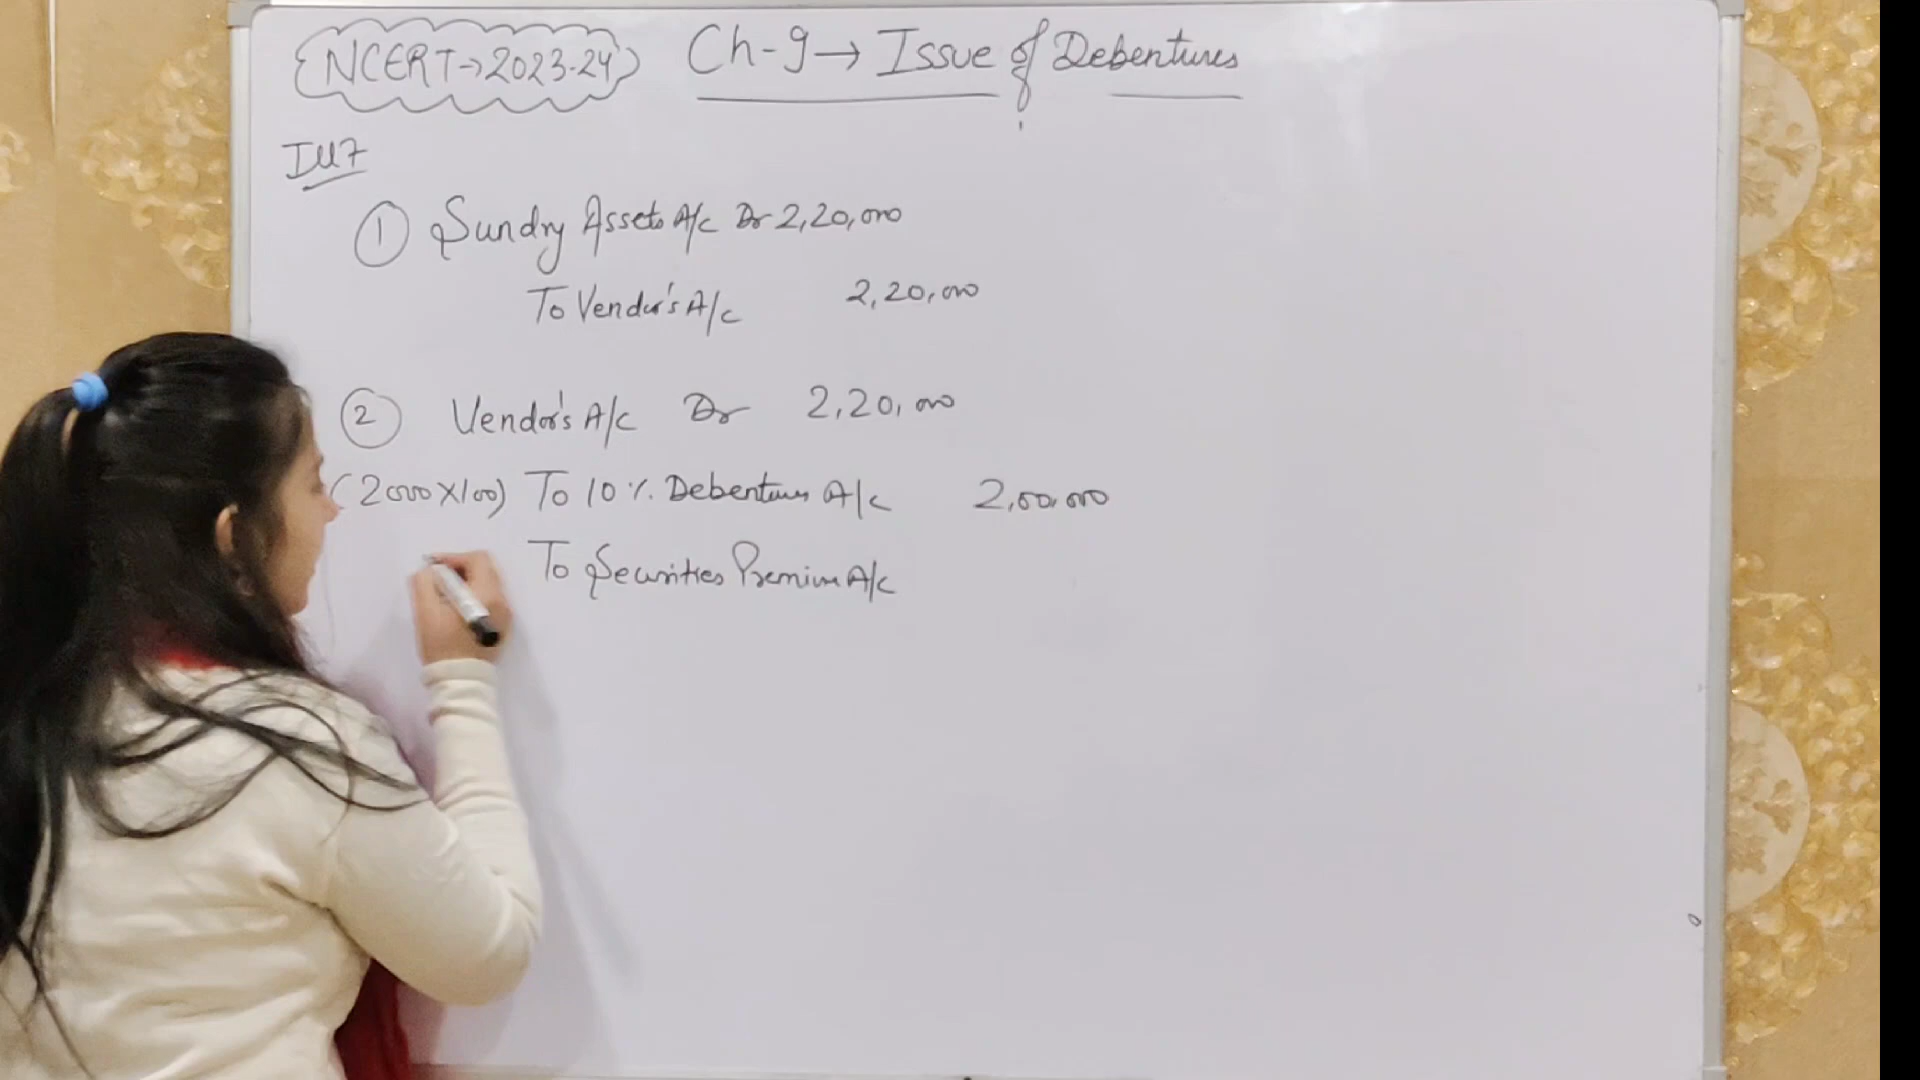 NCERT→2023-24 Ch-9→Issue of Debentures
Ill 7
① Sundry Assets A/c Dr 2,20,000
To Vendor's A/c 2,20,000
② Vendor's A/c Dr 2,20,000
(2000×100) To 10%. Debentures A/c 2,00,000
To Securities Premium A/c